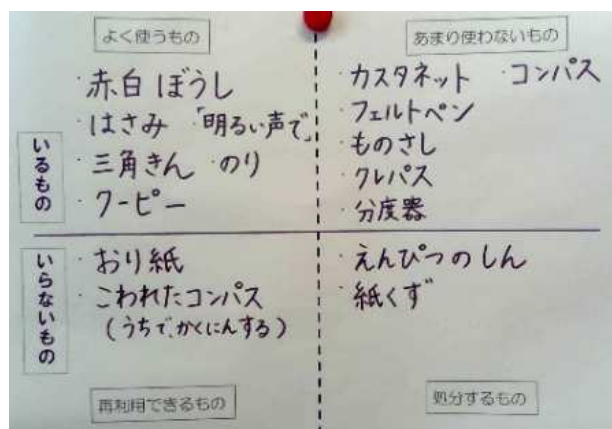 よく使うもの
あまり使わないもの
いるもの
・赤白ぼうし
・はさみ ・「明るい声で」
・三角きん ・のり
・クーピー
・カスタネット ・コンパス
・フェルトペン
・ものさし
・クレパス
・分度器
いらないもの
・おり紙
・こわれたコンパス
(うちで、かくにんする)
・えんぴつのしん
・紙くず
再利用できるもの
処分するもの